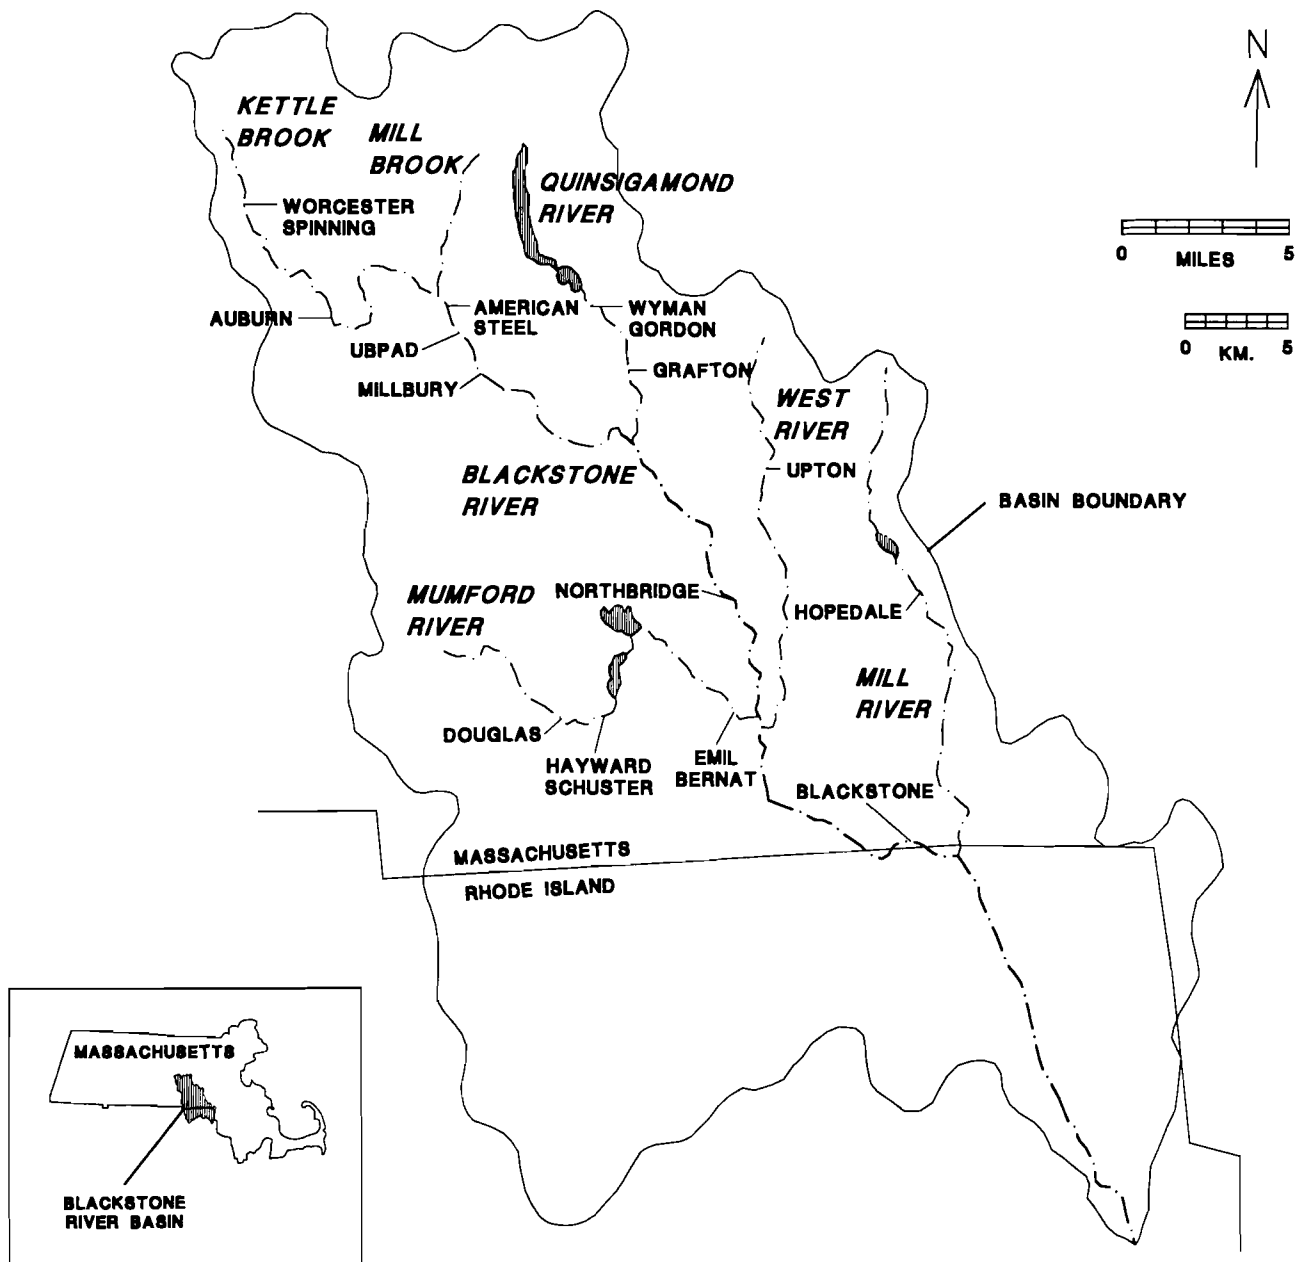 N
KETTLE
BROOK
MILL
BROOK
QUINSIGAMOND
RIVER
WORCESTER
SPINNING
0 5
MILES
AUBURN
AMERICAN
STEEL
WYMAN
GORDON
UBPAD
0 5
KM.
GRAFTON
MILLBURY
WEST
RIVER
BLACKSTONE
RIVER
UPTON
BASIN BOUNDARY
MUMFORD
RIVER
NORTHBRIDGE
HOPEDALE
MILL
RIVER
DOUGLAS
HAYWARD
SCHUSTER
EMIL
BERNAT
BLACKSTONE
MASSACHUSETTS
RHODE ISLAND
MASSACHUSETTS
BLACKSTONE
RIVER BASIN